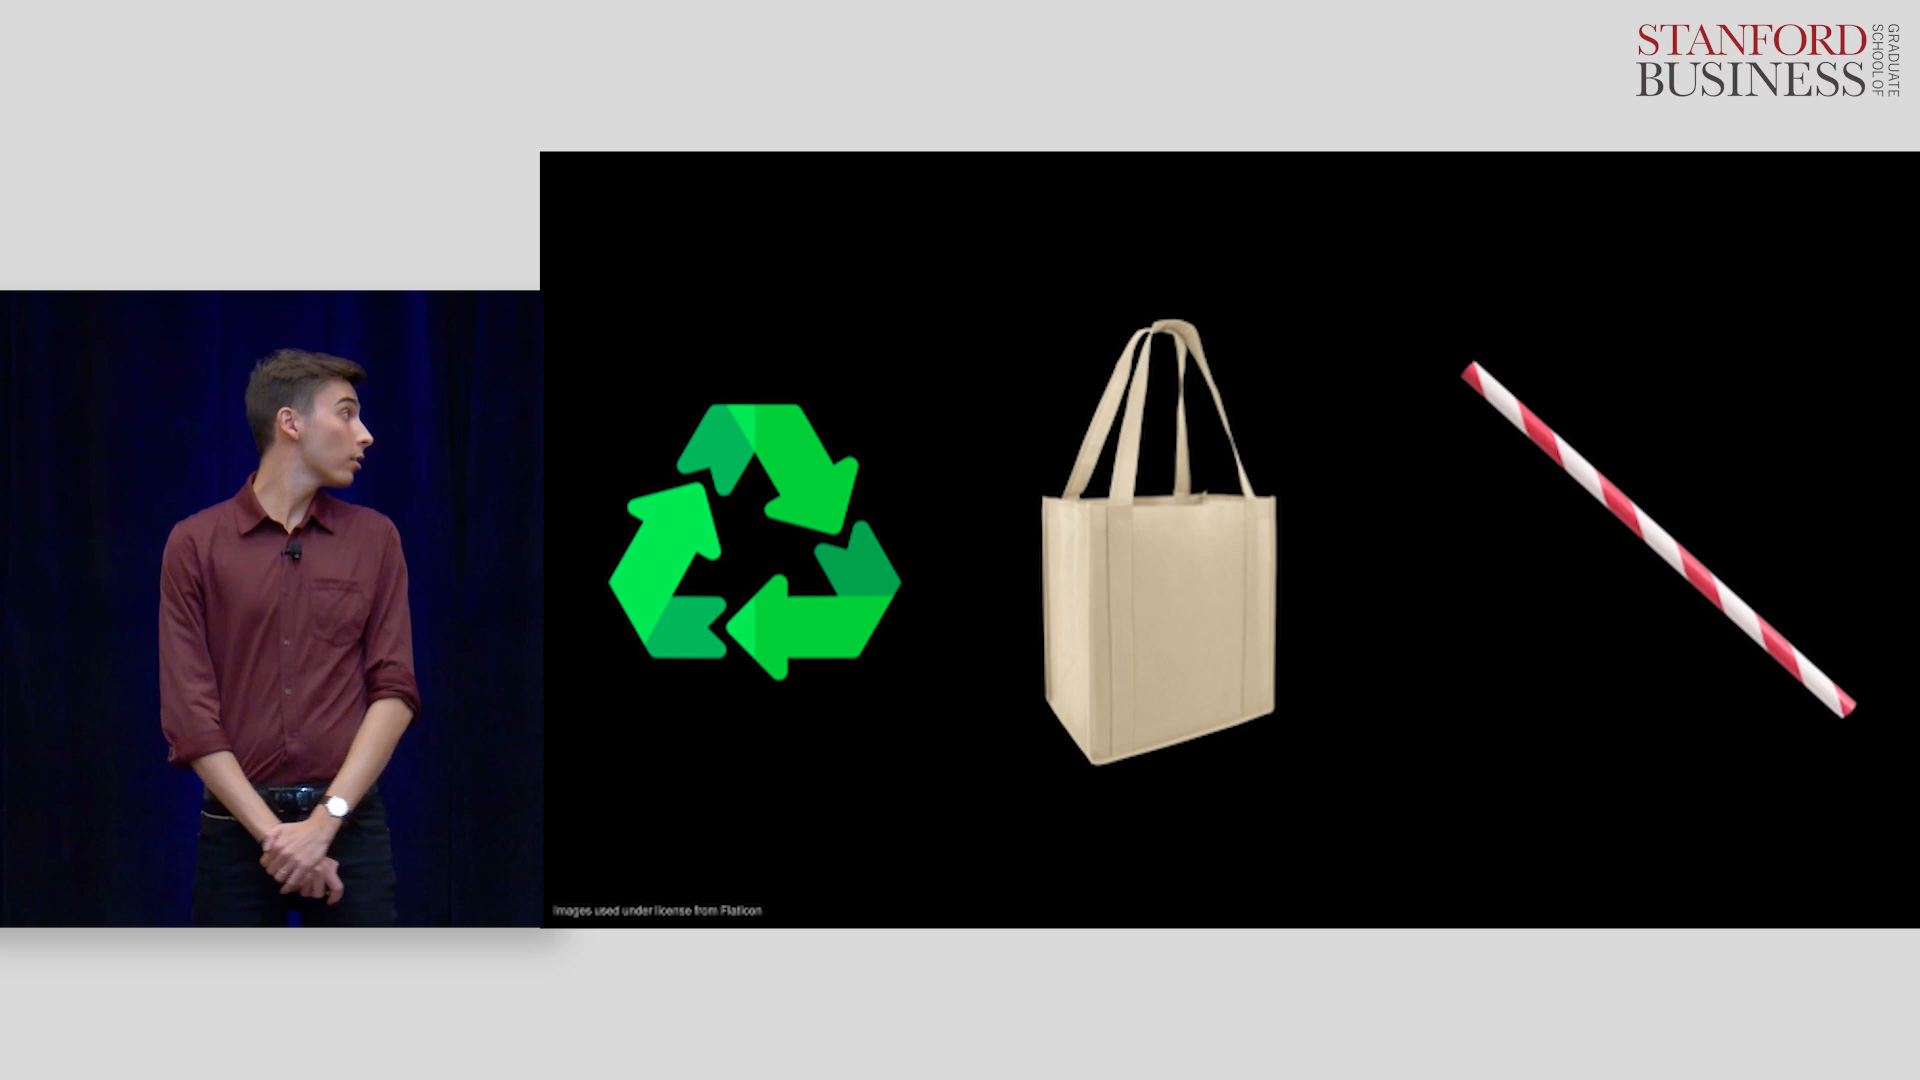 STANFORD
BUSINESS
GRADUATE
SCHOOL OF
Images used under license from Flaticon